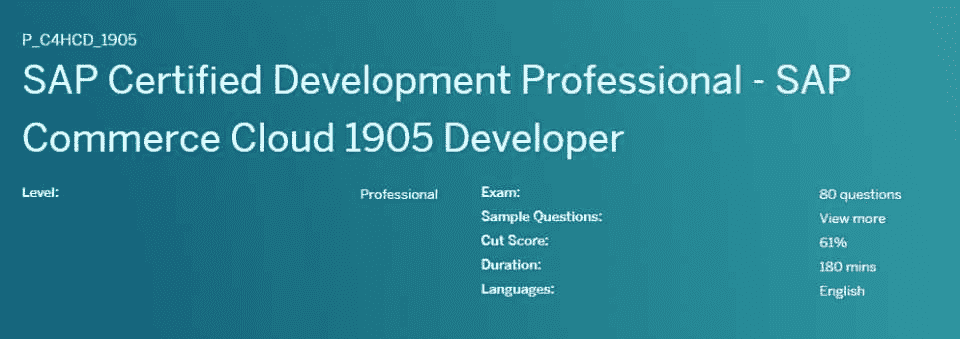 P_C4HCD_1905
SAP Certified Development Professional - SAP
Commerce Cloud 1905 Developer
Level: Professional
Exam: 80 questions
Sample Questions: View more
Cut Score: 61%
Duration: 180 mins
Languages: English